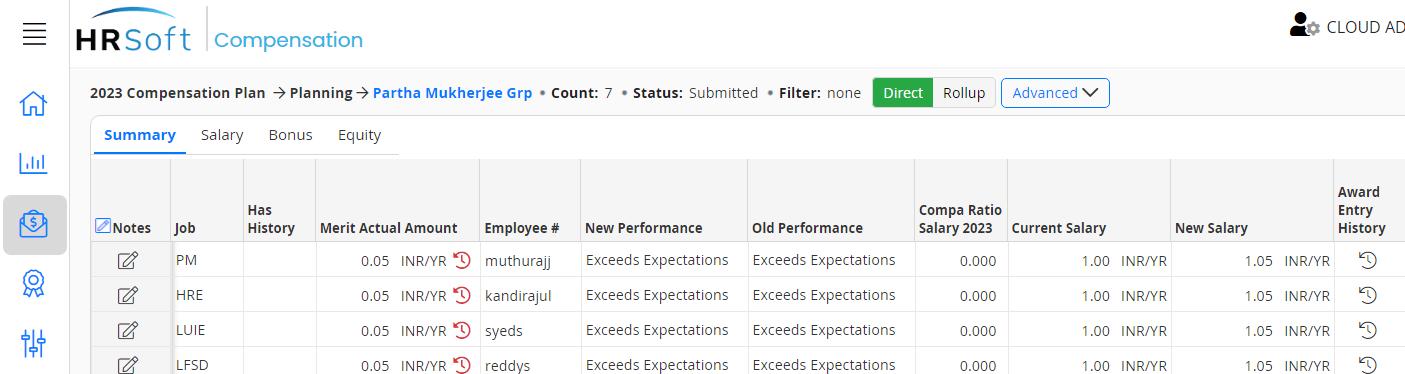 HRSoft Compensation CLOUD AD
2023 Compensation Plan → Planning → Partha Mukherjee Grp • Count: 7 • Status: Submitted • Filter: none Direct Rollup Advanced
Summary Salary Bonus Equity
Notes Job Has History Merit Actual Amount Employee # New Performance Old Performance Compa Ratio Salary 2023 Current Salary New Salary Award Entry History
PM 0.05 INR/YR muthurajj Exceeds Expectations Exceeds Expectations 0.000 1.00 INR/YR 1.05 INR/YR
HRE 0.05 INR/YR kandirajul Exceeds Expectations Exceeds Expectations 0.000 1.00 INR/YR 1.05 INR/YR
LUIE 0.05 INR/YR syeds Exceeds Expectations Exceeds Expectations 0.000 1.00 INR/YR 1.05 INR/YR
LFSD 0.05 INR/YR reddys Exceeds Expectations Exceeds Expectations 0.000 1.00 INR/YR 1.05 INR/YR